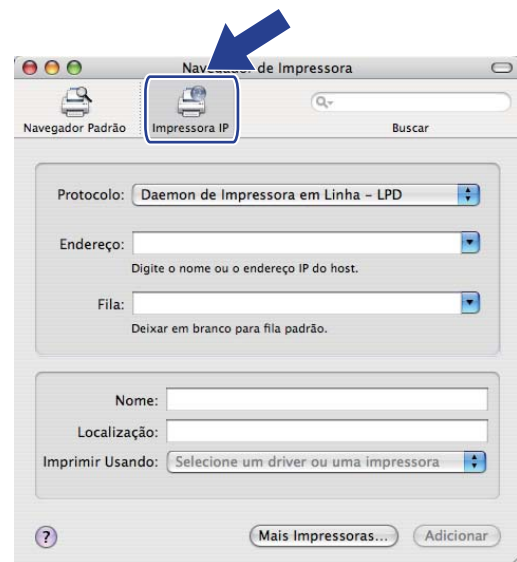 Navegador de Impressora
Navegador Padrão
Impressora IP
Buscar
Protocolo: Daemon de Impressora em Linha – LPD
Endereço:
Digite o nome ou o endereço IP do host.
Fila:
Deixar em branco para fila padrão.
Nome:
Localização:
Imprimir Usando: Selecione um driver ou uma impressora
? Mais Impressoras... Adicionar